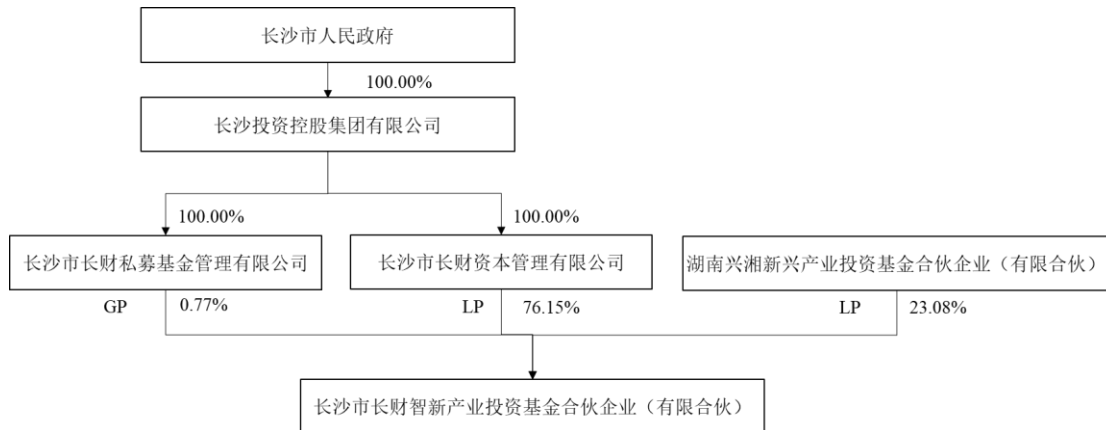 长沙市人民政府
100.00%
长沙投资控股集团有限公司
100.00%
100.00%
长沙市长财私募基金管理有限公司
长沙市长财资本管理有限公司
湖南兴湘新兴产业投资基金合伙企业（有限合伙）
GP
0.77%
LP
76.15%
LP
23.08%
长沙市长财智新产业投资基金合伙企业（有限合伙）